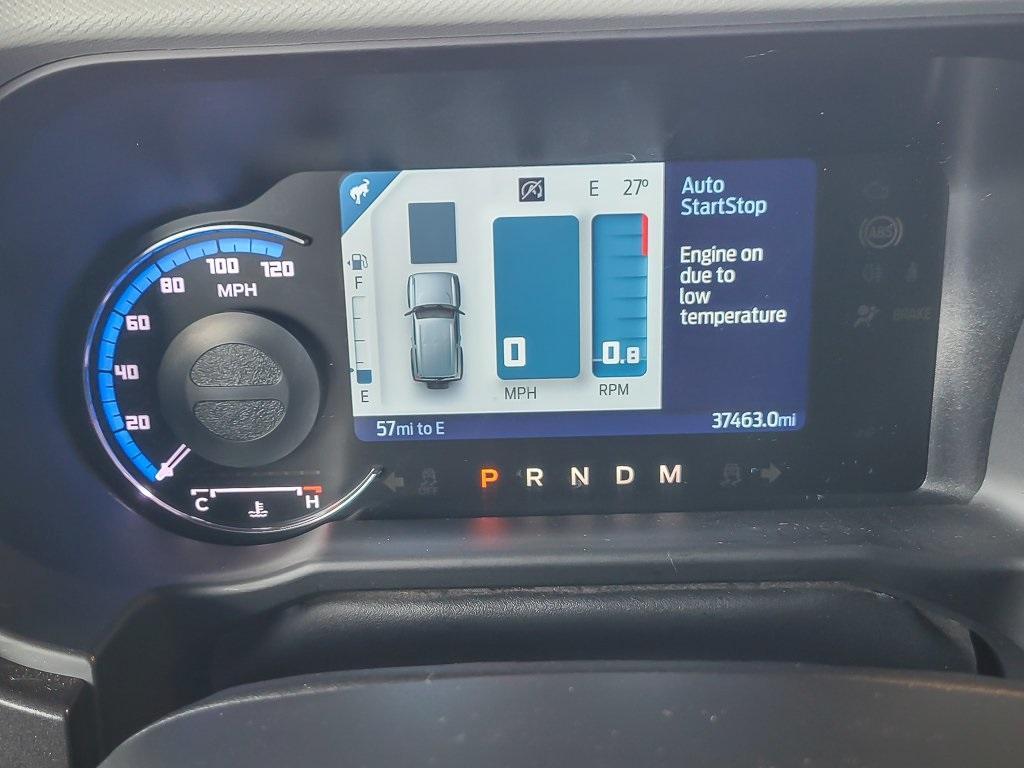 120
100
80
MPH
60
40
20
C
H
F
E
E 27°
0
MPH
0.8
RPM
Auto
StartStop
Engine on
due to
low
temperature
57mi to E
37463.0mi
OFF
P R N D M
ABS
BRAKE